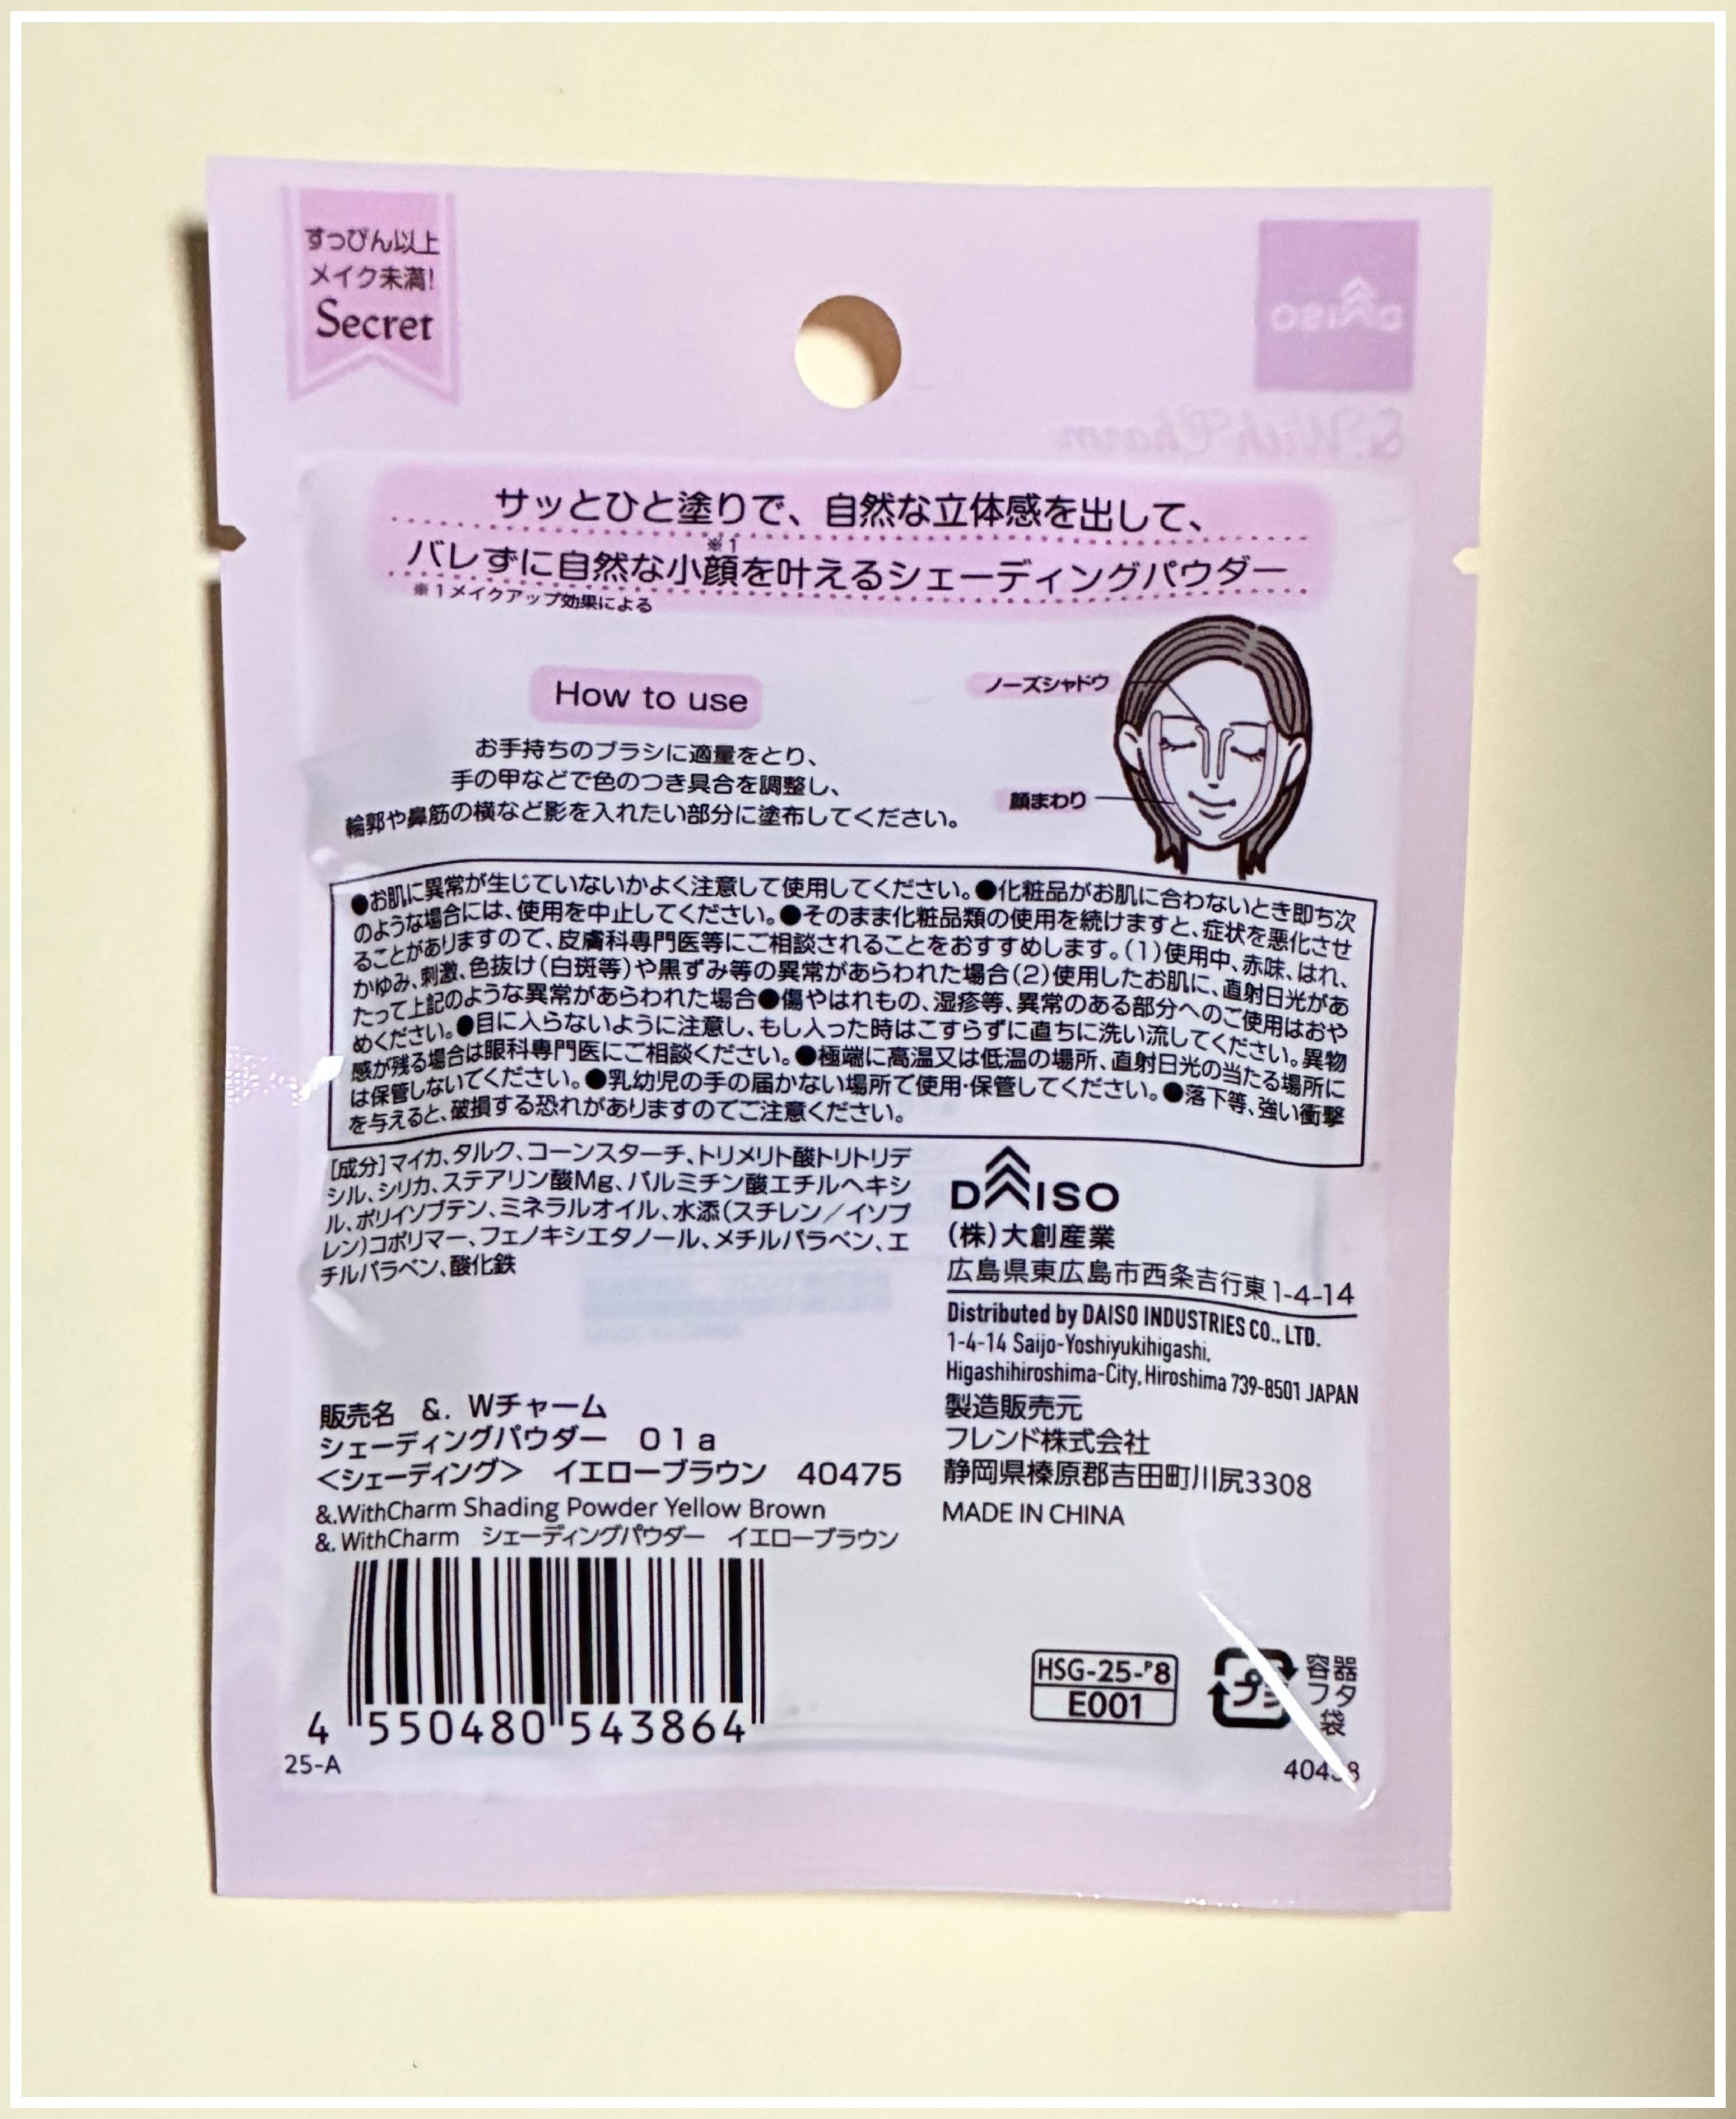 すっぴん以上
メイク未満!
Secret
DAISO
&.WithCharm
サッとひと塗りで、自然な立体感を出して、
バレずに自然な小顔※1を叶えるシェーディングパウダー
※1メイクアップ効果による
How to use
お手持ちのブラシに適量をとり、
手の甲などで色のつき具合を調整し、
輪郭や鼻筋の横など影を入れたい部分に塗布してください。
ノーズシャドウ
顔まわり
●お肌に異常が生じていないかよく注意して使用してください。●化粧品がお肌に合わないとき即ち次
のような場合には、使用を中止してください。●そのまま化粧品類の使用を続けますと、症状を悪化させ
ることがありますので、皮膚科専門医等にご相談されることをおすすめします。(1)使用中、赤味、はれ、
かゆみ、刺激、色抜け(白斑等)や黒ずみ等の異常があらわれた場合(2)使用したお肌に、直射日光があ
たって上記のような異常があらわれた場合●傷やはれもの、湿疹等、異常のある部分へのご使用はおや
めください。●目に入らないように注意し、もし入った時はこすらずに直ちに洗い流してください。異物
感が残る場合は眼科専門医にご相談ください。●極端に高温又は低温の場所、直射日光の当たる場所に
は保管しないでください。●乳幼児の手の届かない場所で使用・保管してください。●落下等、強い衝撃
を与えると、破損する恐れがありますのでご注意ください。
[成分]マイカ、タルク、コーンスターチ、トリメリト酸トリトリデ
シル、シリカ、ステアリン酸Mg、パルミチン酸エチルヘキシ
ル、ポリイソブテン、ミネラルオイル、水添(スチレン/イソプ
レン)コポリマー、フェノキシエタノール、メチルパラベン、エ
チルパラベン、酸化鉄
DAISO
(株)大創産業
広島県東広島市西条吉行東1-4-14
Distributed by DAISO INDUSTRIES CO., LTD.
1-4-14 Saijo-Yoshiyukihigashi,
Higashihiroshima-City, Hiroshima 739-8501 JAPAN
製造販売元
フレンド株式会社
静岡県榛原郡吉田町川尻3308
MADE IN CHINA
販売名 &. Wチャーム
シェーディングパウダー 01a
<シェーディング> イエローブラウン 40475
&.WithCharm Shading Powder Yellow Brown
&.WithCharm シェーディングパウダー イエローブラウン
4 550480 543864
25-A
HSG-25-P8
E001
プラ
容器
フタ
袋